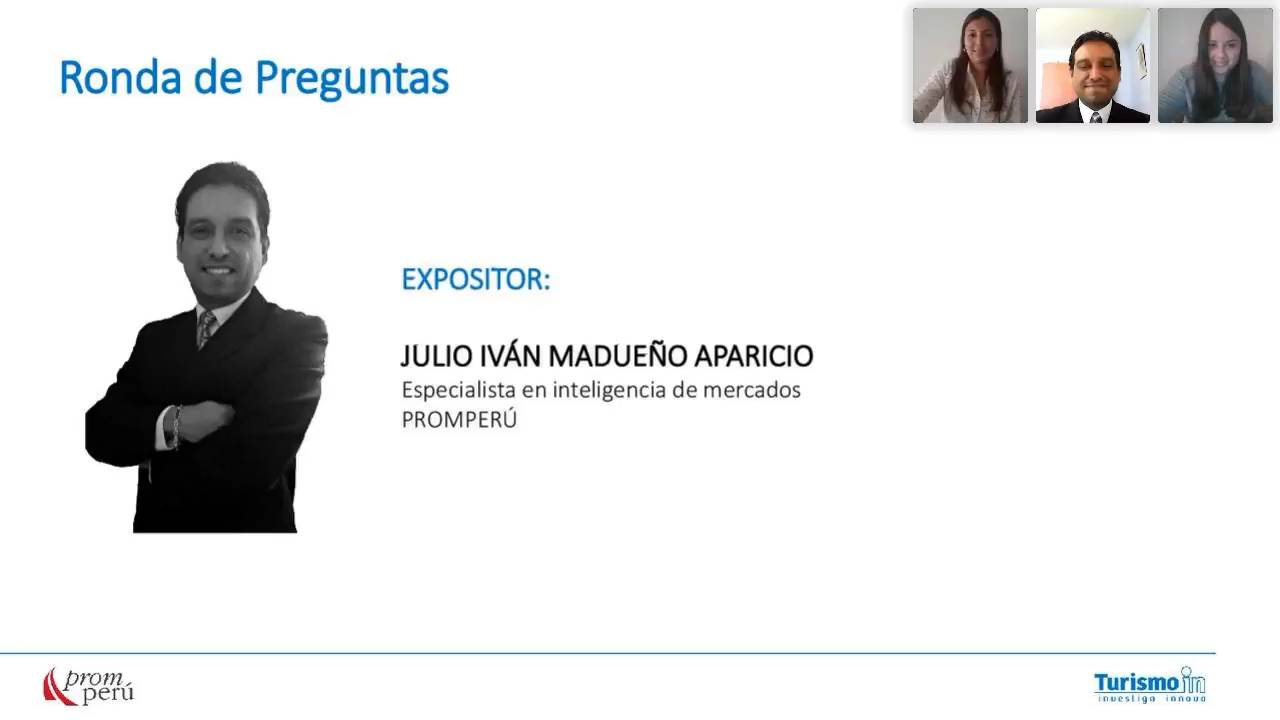 Ronda de Preguntas
EXPOSITOR:
JULIO IVÁN MADUEÑO APARICIO
Especialista en inteligencia de mercados
PROMPERÚ
prom
perú
Turismo in
investiga innova